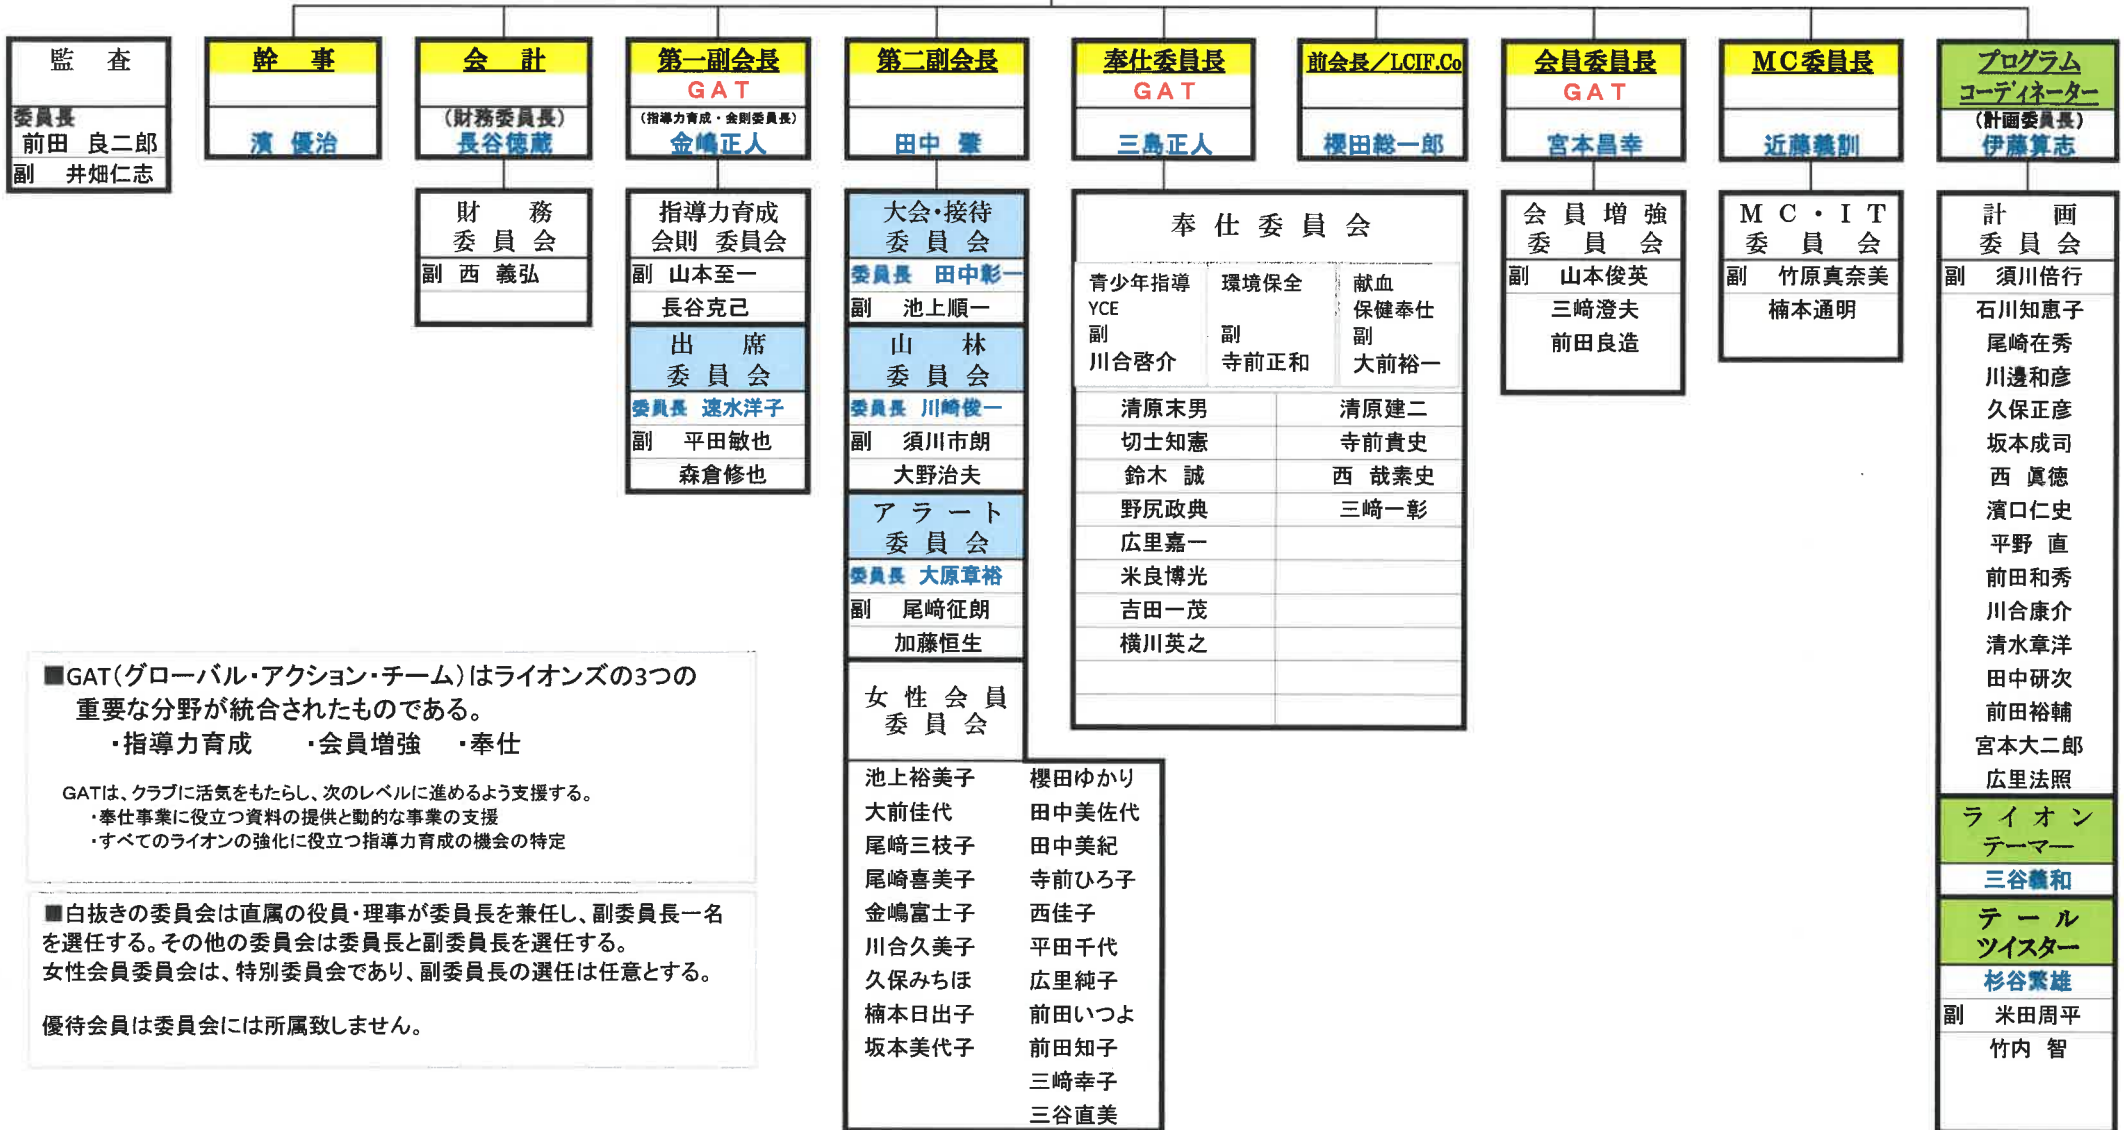 監　査
委員長
前田　良二郎
副　井畑仁志
幹　事
濱　優治
会　計
(財務委員長)
長谷徳蔵
財　務
委　員　会
副　西　義弘
第一副会長
GAT
(指導力育成・会則委員長)
金嶋正人
指導力育成
会則　委員会
副　山本至一
長谷克己
出　席
委　員　会
委員長　速水洋子
副　平田敏也
森倉修也
第二副会長
田中　肇
大会・接待
委　員　会
委員長　田中彰一
副　池上順一
山　林
委　員　会
委員長　川崎俊一
副　須川市朗
大野治夫
アラート
委　員　会
委員長　大原章裕
副　尾﨑征朗
加藤恒生
女性会員
委　員　会
池上裕美子　櫻田ゆかり
大前佳代　田中美佐代
尾﨑三枝子　田中美紀
尾崎喜美子　寺前ひろ子
金嶋富士子　西佳子
川合久美子　平田千代
久保みちほ　広里純子
楠本日出子　前田いつよ
坂本美代子　前田知子
三﨑幸子
三谷直美
奉仕委員長
GAT
三島正人
前会長／LCIF.Co
櫻田総一郎
奉仕委員会
青少年指導
YCE
副
川合啓介
環境保全
副
寺前正和
献血
保健奉仕
副
大前裕一
清原末男　清原建二
切士知憲　寺前貴史
鈴木　誠　西　哉素史
野尻政典　三﨑一彰
広里嘉一
米良博光
吉田一茂
横川英之
会員委員長
GAT
宮本昌幸
会員増強
委　員　会
副　山本俊英
三﨑澄夫
前田良造
MC委員長
近藤義訓
MC・IT
委　員　会
副　竹原真奈美
楠本通明
プログラム
コーディネーター
(計画委員長)
伊藤算志
計　画
委　員　会
副　須川倍行
石川知恵子
尾崎在秀
川邊和彦
久保正彦
坂本成司
西　眞徳
濱口仁史
平野　直
前田和秀
川合康介
清水章洋
田中研次
前田裕輔
宮本大二郎
広里法照
ライオン
テーマー
三谷義和
テール
ツイスター
杉谷繁雄
副　米田周平
竹内　智
■GAT(グローバル・アクション・チーム)はライオンズの3つの
重要な分野が統合されたものである。
・指導力育成　・会員増強　・奉仕
GATは、クラブに活気をもたらし、次のレベルに進めるよう支援する。
・奉仕事業に役立つ資料の提供と動的な事業の支援
・すべてのライオンの強化に役立つ指導力育成の機会の特定
■白抜きの委員会は直属の役員・理事が委員長を兼任し、副委員長一名
を選任する。その他の委員会は委員長と副委員長を選任する。
女性会員委員会は、特別委員会であり、副委員長の選任は任意とする。
優待会員は委員会には所属致しません。